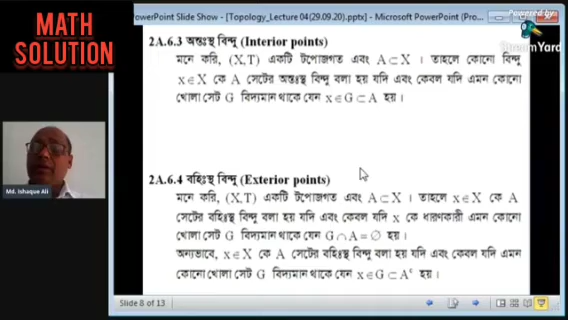 MATH
SOLUTION
PowerPoint Slide Show - [Topology_Lecture 04(29.09.20).pptx] - Microsoft PowerPoint (Pro...
Powered by
StreamYard
2A.6.3 অন্তঃস্থ বিন্দু (Interior points)
মনে করি, (X,T) একটি টপোজগত এবং A⊂X । তাহলে কোনো বিন্দু
x∈X কে A সেটের অন্তঃস্থ বিন্দু বলা হয় যদি এবং কেবল যদি এমন কোনো
খোলা সেট G বিদ্যমান থাকে যেন x∈G⊂A হয় ।
Md. Ishaque Ali
2A.6.4 বহিঃস্থ বিন্দু (Exterior points)
মনে করি, (X,T) একটি টপোজগত এবং A⊂X । তাহলে x∈X কে A
সেটের বহিঃস্থ বিন্দু বলা হয় যদি এবং কেবল যদি x কে ধারণকারী এমন কোনো
খোলা সেট G বিদ্যমান থাকে যেন G∩A=∅ হয় ।
অন্যভাবে, x∈X কে A সেটের বহিঃস্থ বিন্দু বলা হয় যদি এবং কেবল যদি এমন
কোনো খোলা সেট G বিদ্যমান থাকে যেন x∈G⊂Aᶜ হয় ।
Slide 8 of 13